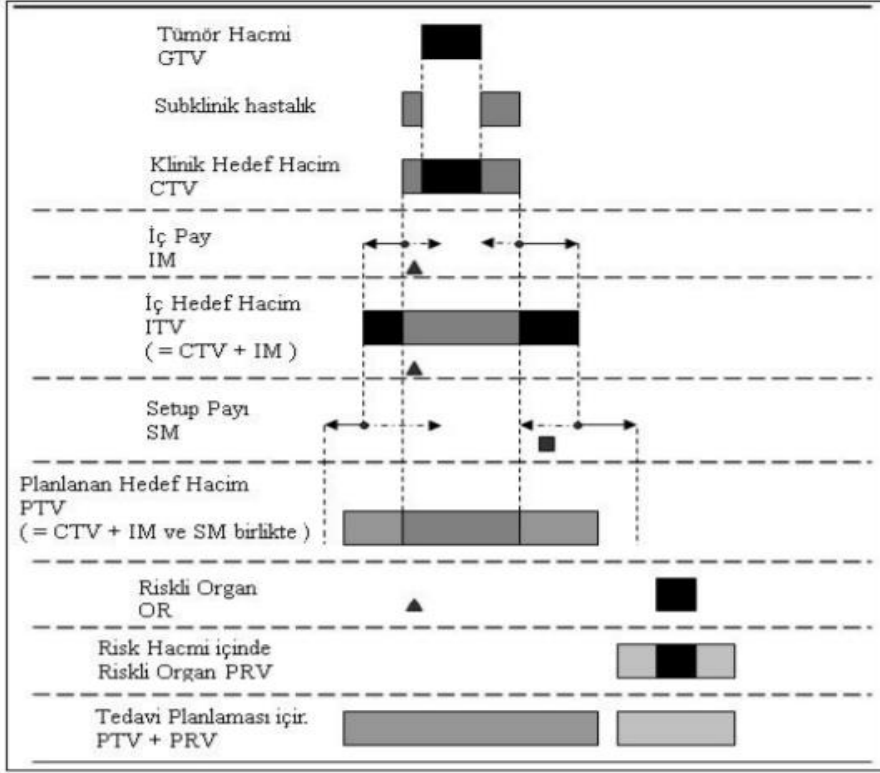 Tümör Hacmi
GTV
Subklinik hastalık
Klinik Hedef Hacim
CTV
İç Pay
IM
İç Hedef Hacim
ITV
( = CTV + IM )
Setup Payı
SM
Planlanan Hedef Hacim
PTV
( = CTV + IM ve SM birlikte )
Riskli Organ
OR
Risk Hacmi içinde
Riskli Organ PRV
Tedavi Planlaması için.
PTV + PRV